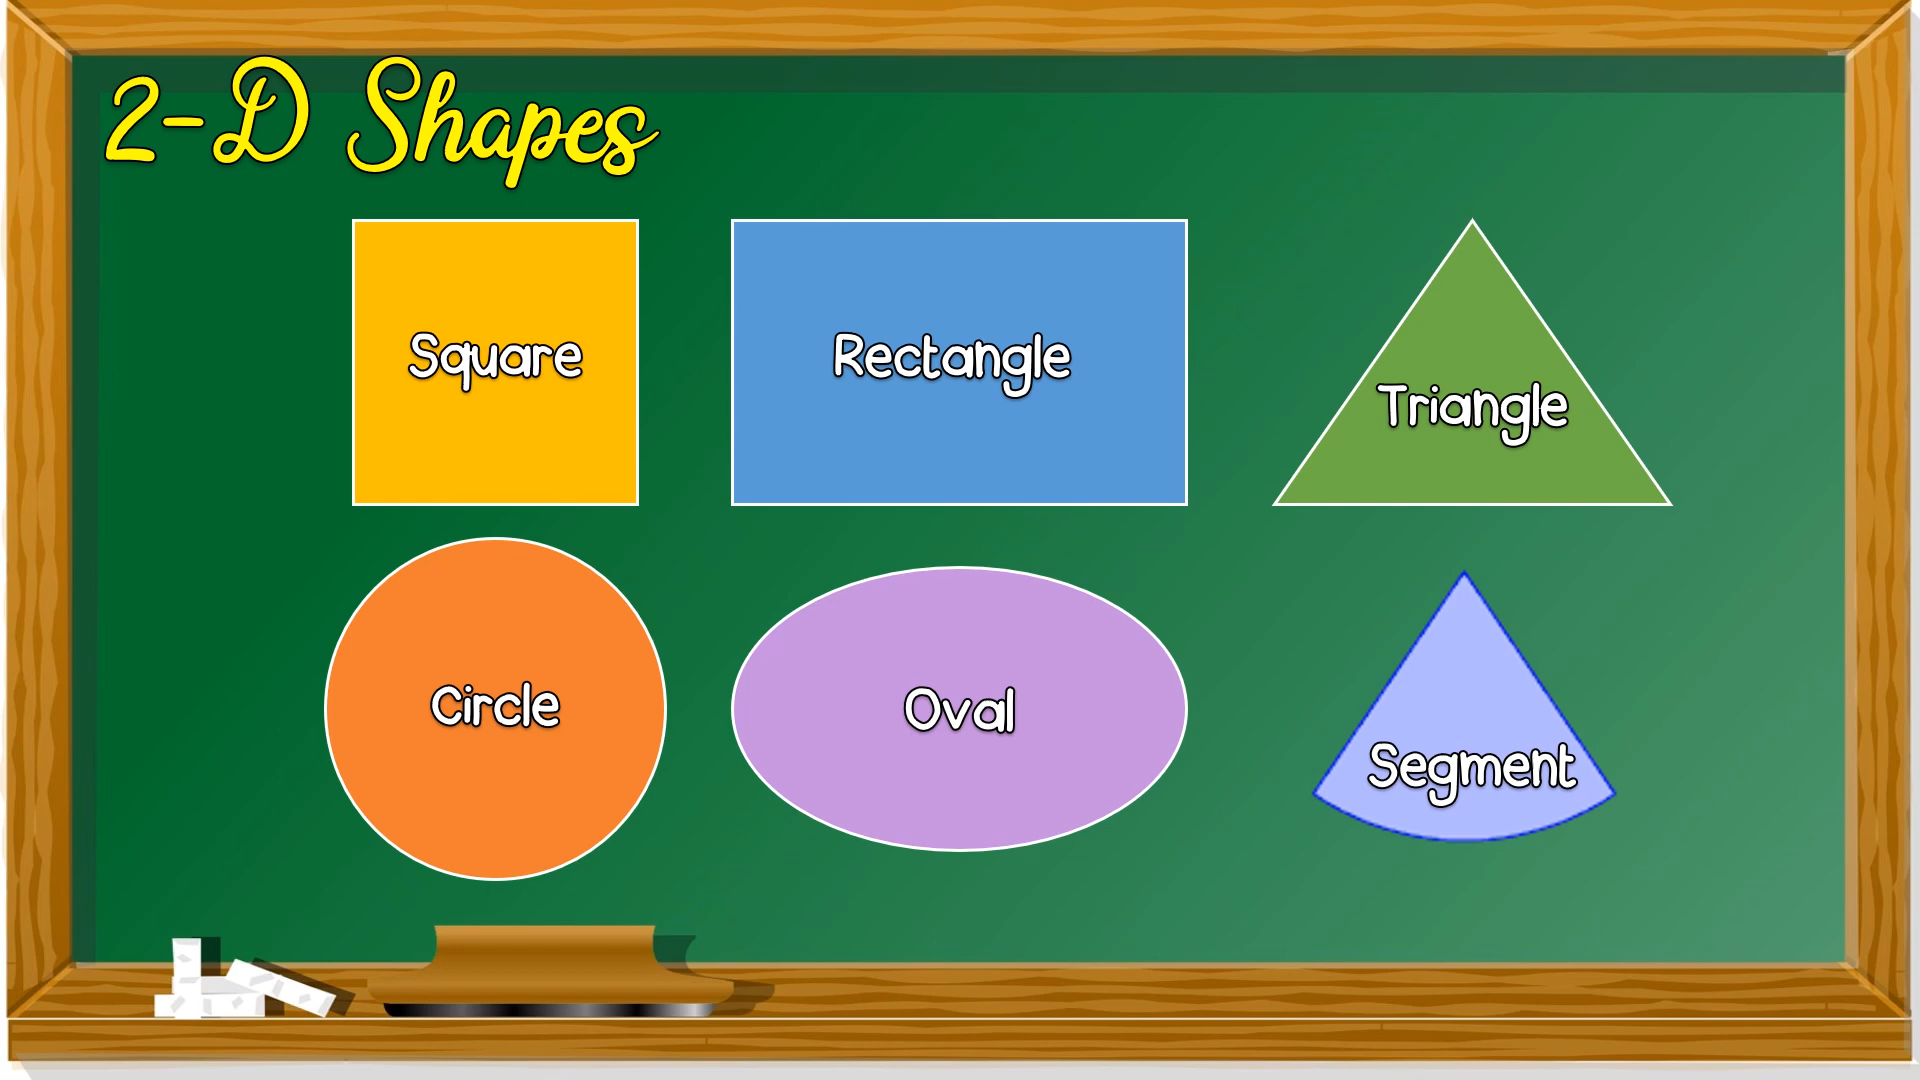 2-D Shapes
Square
Rectangle
Triangle
Circle
Oval
Segment